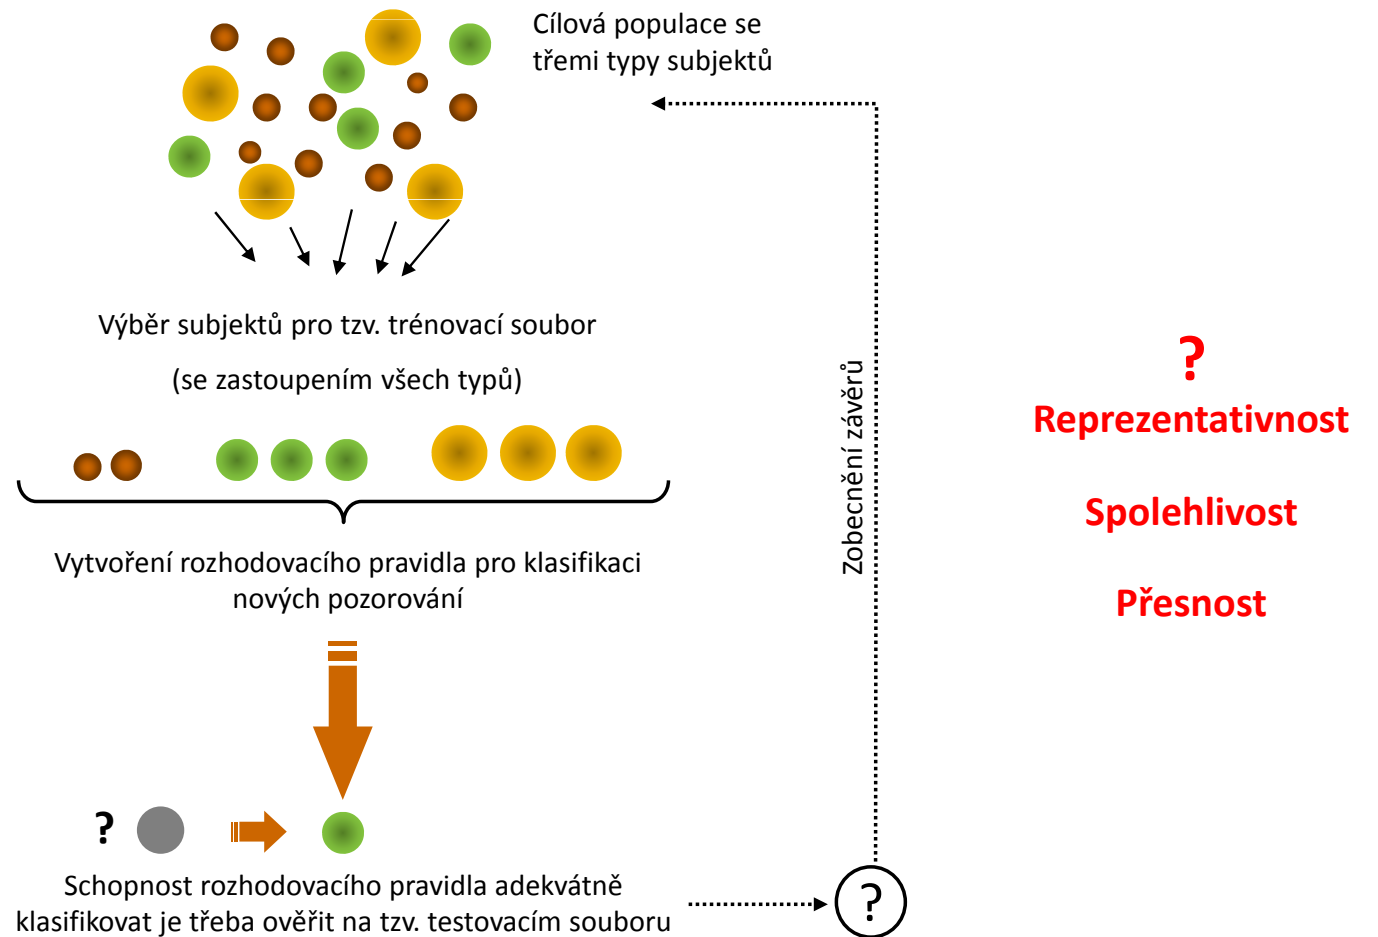 Cílová populace se
třemi typy subjektů
Výběr subjektů pro tzv. trénovací soubor
(se zastoupením všech typů)
Vytvoření rozhodovacího pravidla pro klasifikaci
nových pozorování
?
Schopnost rozhodovacího pravidla adekvátně
klasifikovat je třeba ověřit na tzv. testovacím souboru
?
Zobecnění závěrů
?
Reprezentativnost
Spolehlivost
Přesnost